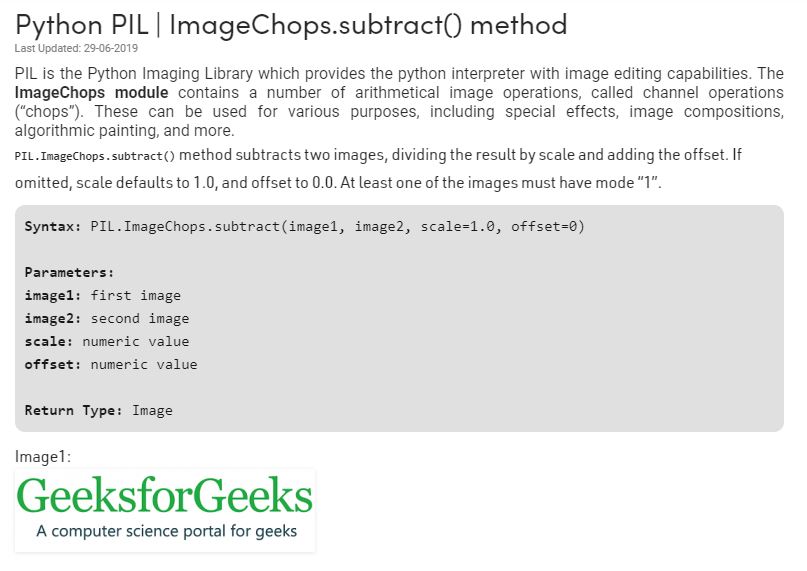 Python PIL | ImageChops.subtract() method
Last Updated: 29-06-2019
PIL is the Python Imaging Library which provides the python interpreter with image editing capabilities. The
ImageChops module contains a number of arithmetical image operations, called channel operations
(“chops”). These can be used for various purposes, including special effects, image compositions,
algorithmic painting, and more.
PIL.ImageChops.subtract() method subtracts two images, dividing the result by scale and adding the offset. If
omitted, scale defaults to 1.0, and offset to 0.0. At least one of the images must have mode “1”.
Syntax: PIL.ImageChops.subtract(image1, image2, scale=1.0, offset=0)
Parameters:
image1: first image
image2: second image
scale: numeric value
offset: numeric value
Return Type: Image
Image1:
GeeksforGeeks
A computer science portal for geeks